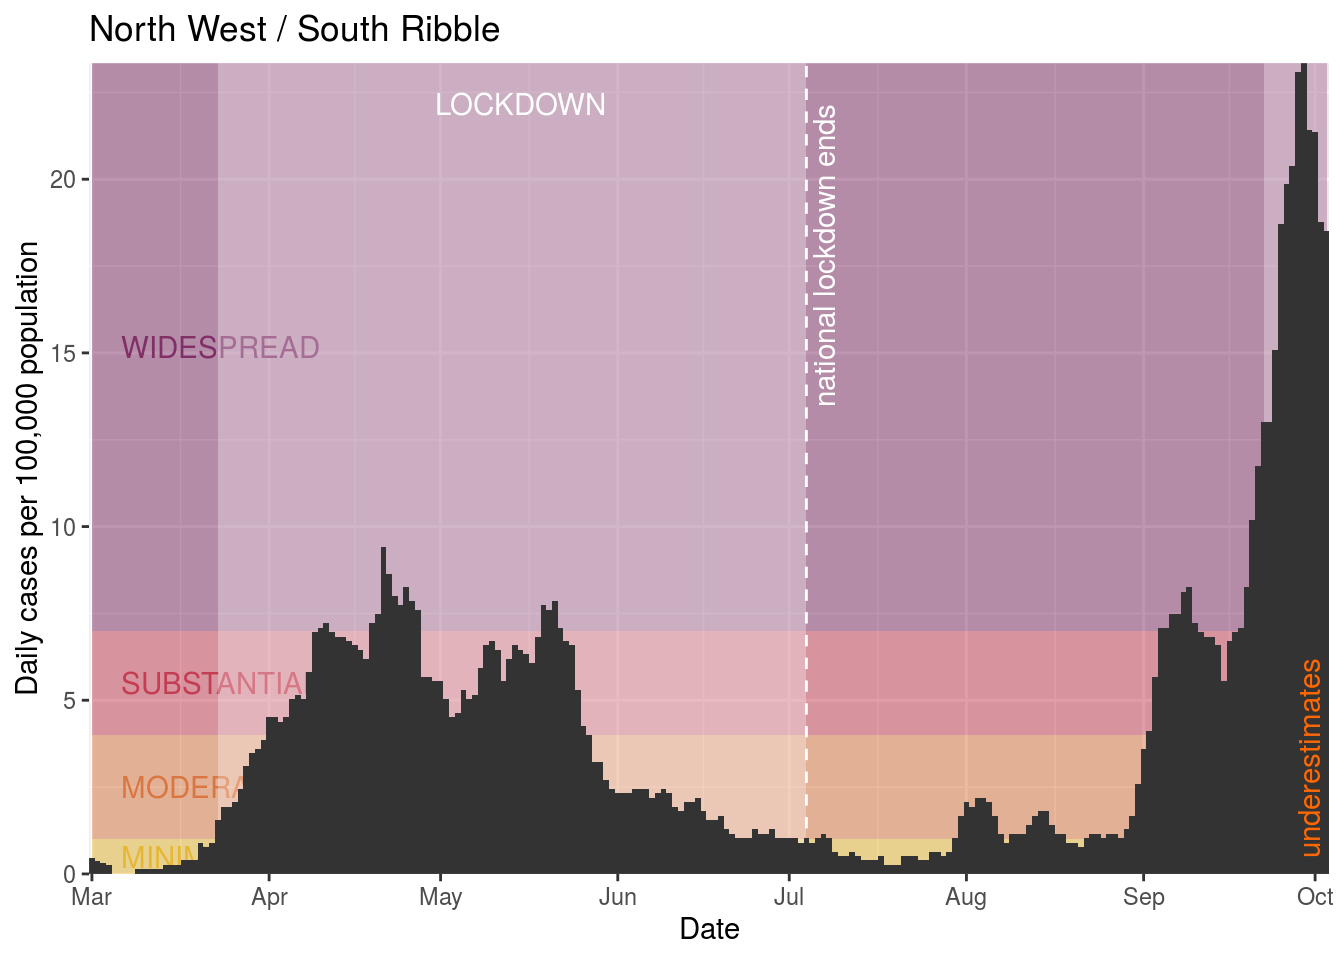 North West / South Ribble
LOCKDOWN
national lockdown ends
WIDESPREAD
SUBSTANTIA
MODERA
MINIM
underestimates
Daily cases per 100,000 population
20
15
10
5
0
Mar
Apr
May
Jun
Jul
Aug
Sep
Oct
Date